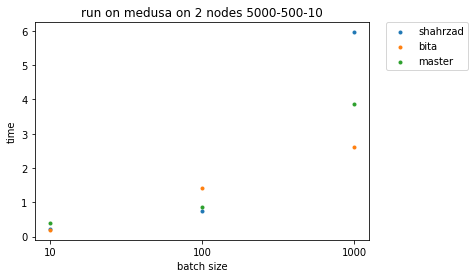 run on medusa on 2 nodes 5000-500-10
shahrzad
bita
master
6
5
4
3
2
1
0
time
10
100
1000
batch size